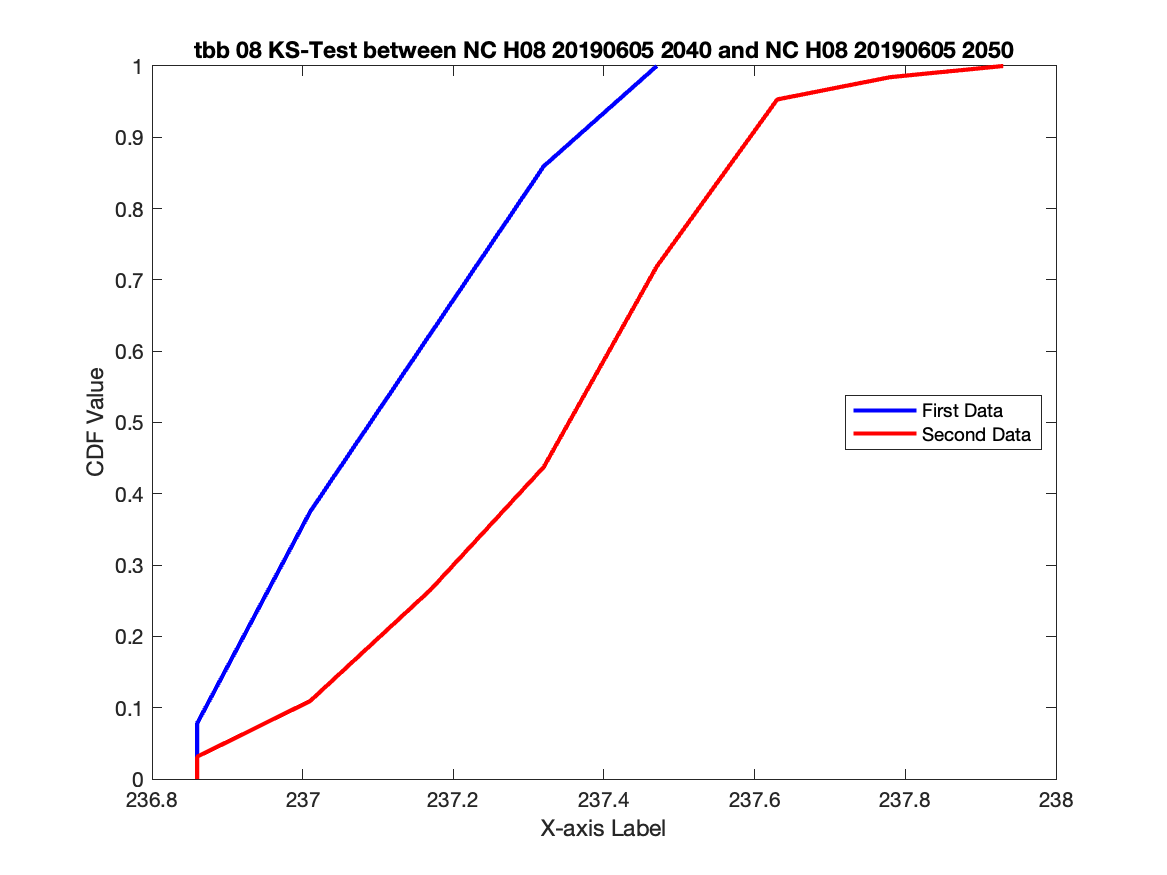 tbb 08 KS-Test between NC H08 20190605 2040 and NC H08 20190605 2050
1
0.9
0.8
0.7
0.6
0.5
0.4
0.3
0.2
0.1
0
CDF Value
First Data
Second Data
236.8 237 237.2 237.4 237.6 237.8 238
X-axis Label